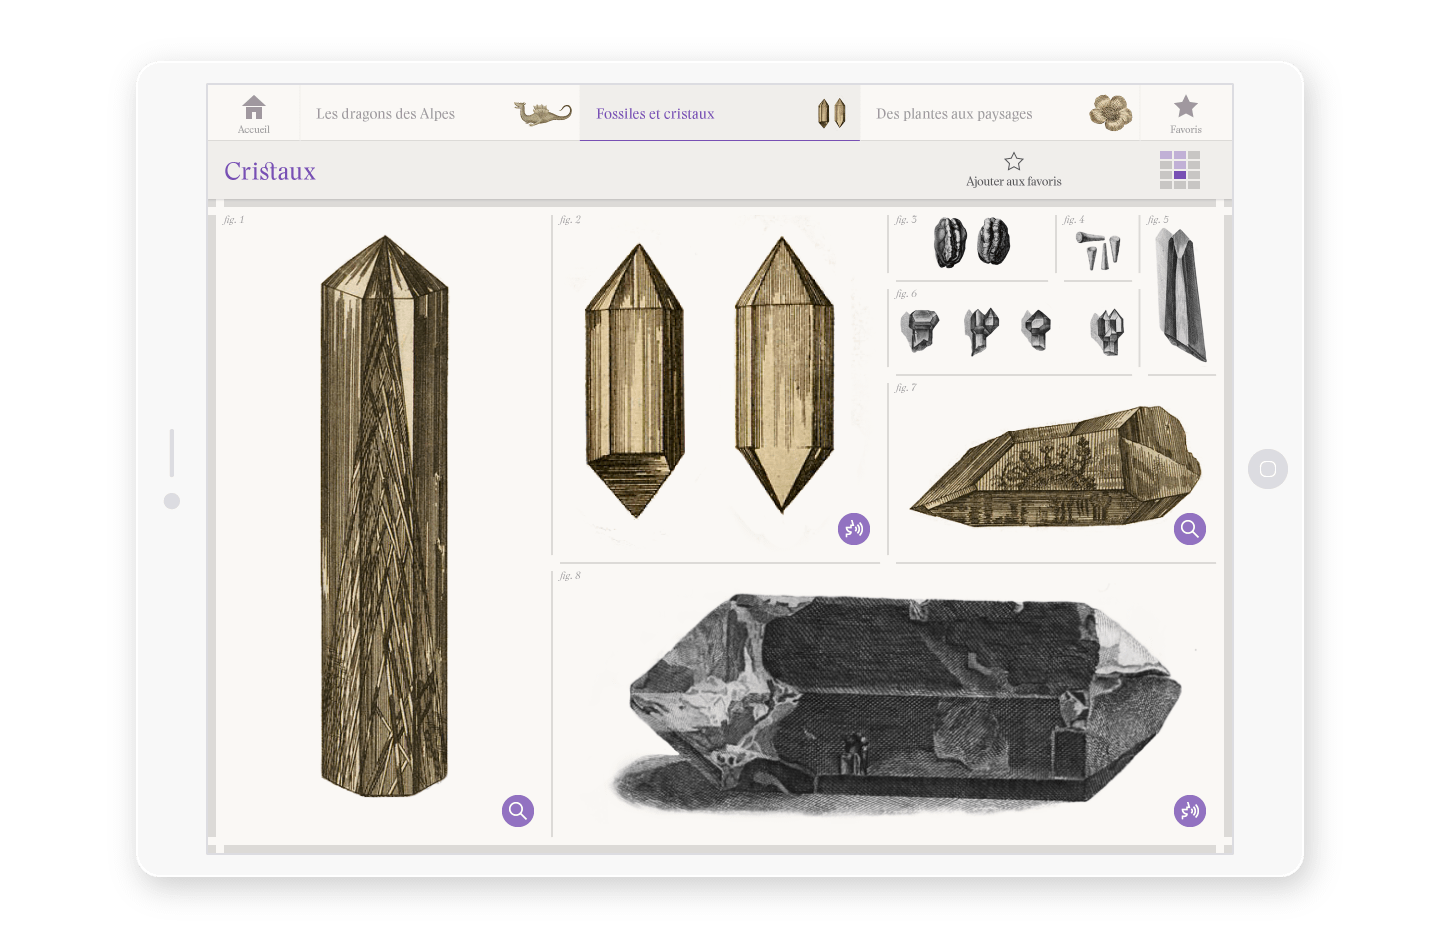 Accueil
Les dragons des Alpes
Fossiles et cristaux
Des plantes aux paysages
Favoris
Cristaux
Ajouter aux favoris
fig. 1
fig. 2
fig. 3
fig. 4
fig. 5
fig. 6
fig. 7
fig. 8